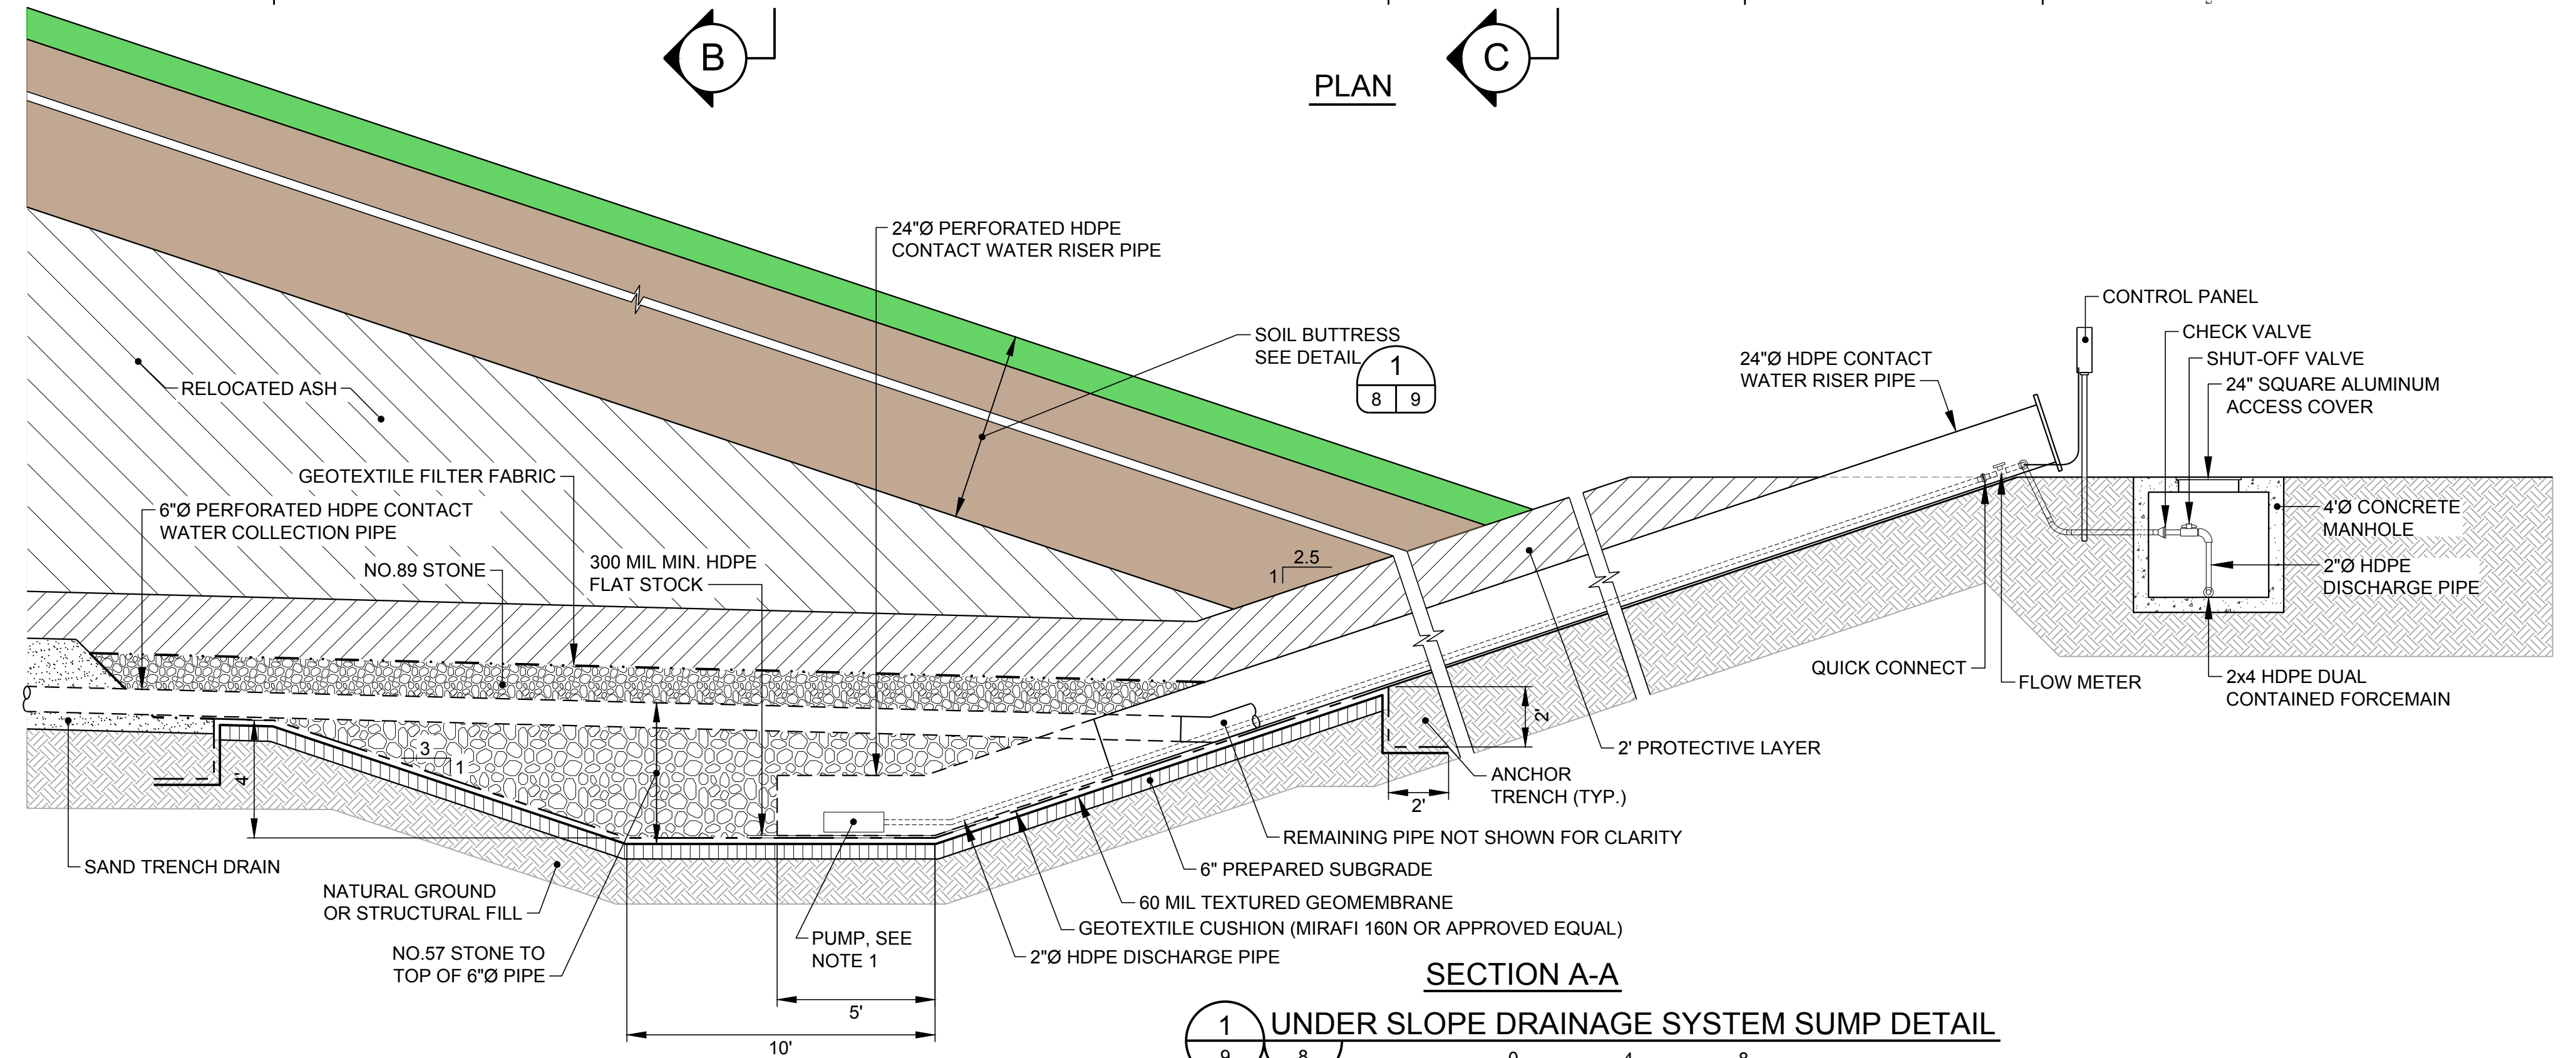 B
C
PLAN
24"Ø PERFORATED HDPE
CONTACT WATER RISER PIPE
CONTROL PANEL
CHECK VALVE
SOIL BUTTRESS
SEE DETAIL
1
8 9
24"Ø HDPE CONTACT
WATER RISER PIPE
SHUT-OFF VALVE
24" SQUARE ALUMINUM
ACCESS COVER
RELOCATED ASH
GEOTEXTILE FILTER FABRIC
6"Ø PERFORATED HDPE CONTACT
WATER COLLECTION PIPE
4'Ø CONCRETE
MANHOLE
NO.89 STONE
300 MIL MIN. HDPE
FLAT STOCK
2.5
1
2"Ø HDPE
DISCHARGE PIPE
QUICK CONNECT
FLOW METER
2x4 HDPE DUAL
CONTAINED FORCEMAIN
2'
3
1
4'
2' PROTECTIVE LAYER
ANCHOR
TRENCH (TYP.)
2'
REMAINING PIPE NOT SHOWN FOR CLARITY
SAND TRENCH DRAIN
6" PREPARED SUBGRADE
NATURAL GROUND
OR STRUCTURAL FILL
60 MIL TEXTURED GEOMEMBRANE
GEOTEXTILE CUSHION (MIRAFI 160N OR APPROVED EQUAL)
PUMP, SEE
NOTE 1
NO.57 STONE TO
TOP OF 6"Ø PIPE
2"Ø HDPE DISCHARGE PIPE
SECTION A-A
5'
10'
1
9 8
UNDER SLOPE DRAINAGE SYSTEM SUMP DETAIL
0 4 8